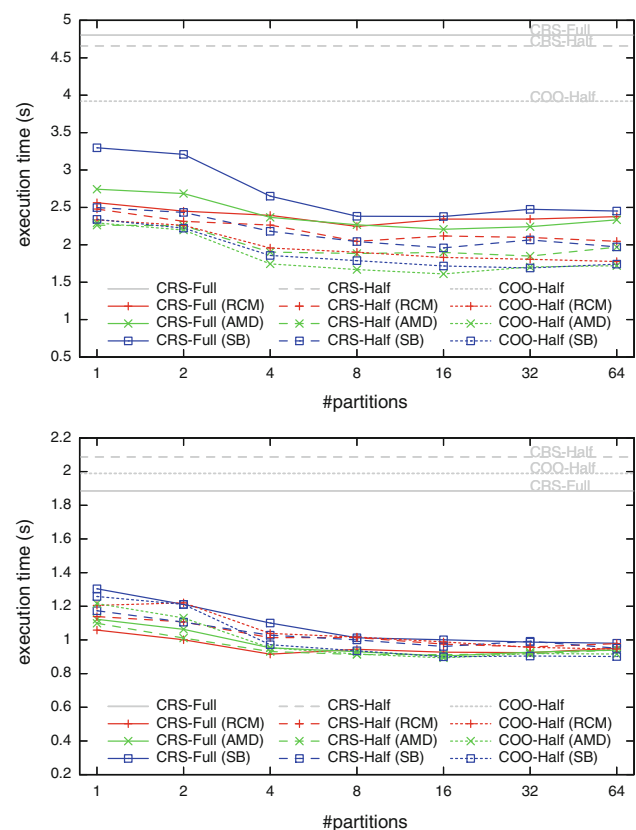 5
4.5
4
3.5
3
2.5
2
1.5
1
0.5
execution time (s)
CRS-Full
CRS-Half
COO-Half
CRS-Full CRS-Half COO-Half
CRS-Full (RCM) CRS-Half (RCM) COO-Half (RCM)
CRS-Full (AMD) CRS-Half (AMD) COO-Half (AMD)
CRS-Full (SB) CRS-Half (SB) COO-Half (SB)
1 2 4 8 16 32 64
#partitions
2.2
2
1.8
1.6
1.4
1.2
1
0.8
0.6
0.4
0.2
execution time (s)
CRS-Half
COO-Half
CRS-Full
CRS-Full CRS-Half COO-Half
CRS-Full (RCM) CRS-Half (RCM) COO-Half (RCM)
CRS-Full (AMD) CRS-Half (AMD) COO-Half (AMD)
CRS-Full (SB) CRS-Half (SB) COO-Half (SB)
1 2 4 8 16 32 64
#partitions